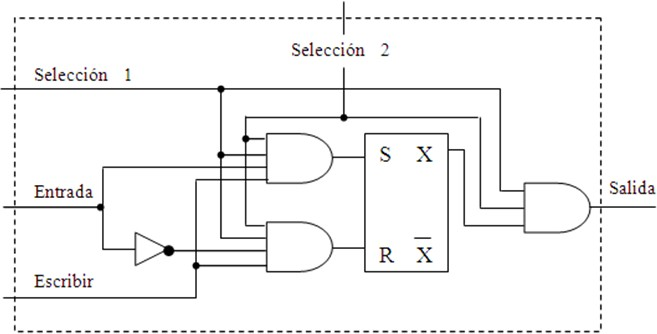 Selección 2
Selección 1
S X
Entrada
Salida
R X̅
Escribir